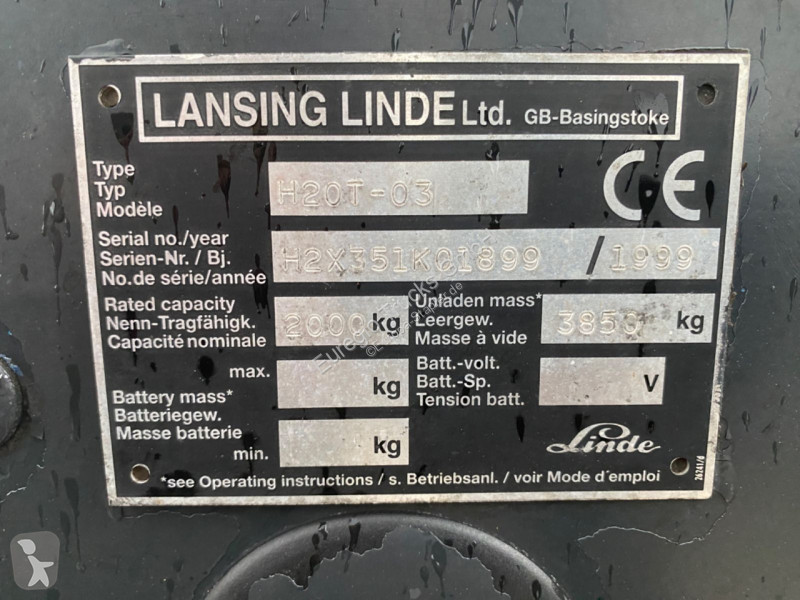 LANSING LINDE Ltd. GB-Basingstoke
Type
Typ
Modèle
H20T-03
CE
Serial no./year
Serien-Nr. / Bj.
No.de série/année
H2X351K01899 / 1999
Rated capacity
Nenn-Tragfähigk.
Capacité nominale
2000 kg
Unladen mass*
Leergew.
Masse à vide
3850 kg
max. kg
Battery mass*
Batteriegew.
Masse batterie
min. kg
Batt.-volt.
Batt.-Sp.
Tension batt.
V
Linde
*see Operating instructions / s. Betriebsanl. / voir Mode d´emploi